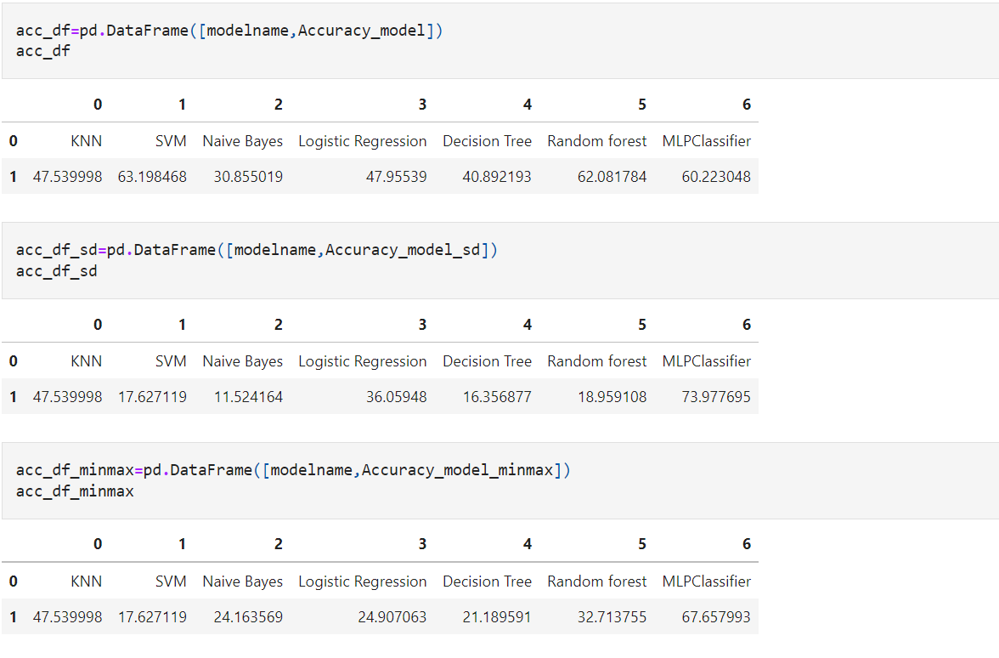 acc_df=pd.DataFrame([modelname,Accuracy_model])
acc_df
0 1 2 3 4 5 6
0 KNN SVM Naive Bayes Logistic Regression Decision Tree Random forest MLPClassifier
1 47.539998 63.198468 30.855019 47.95539 40.892193 62.081784 60.223048
acc_df_sd=pd.DataFrame([modelname,Accuracy_model_sd])
acc_df_sd
0 1 2 3 4 5 6
0 KNN SVM Naive Bayes Logistic Regression Decision Tree Random forest MLPClassifier
1 47.539998 17.627119 11.524164 36.05948 16.356877 18.959108 73.977695
acc_df_minmax=pd.DataFrame([modelname,Accuracy_model_minmax])
acc_df_minmax
0 1 2 3 4 5 6
0 KNN SVM Naive Bayes Logistic Regression Decision Tree Random forest MLPClassifier
1 47.539998 17.627119 24.163569 24.907063 21.189591 32.713755 67.657993